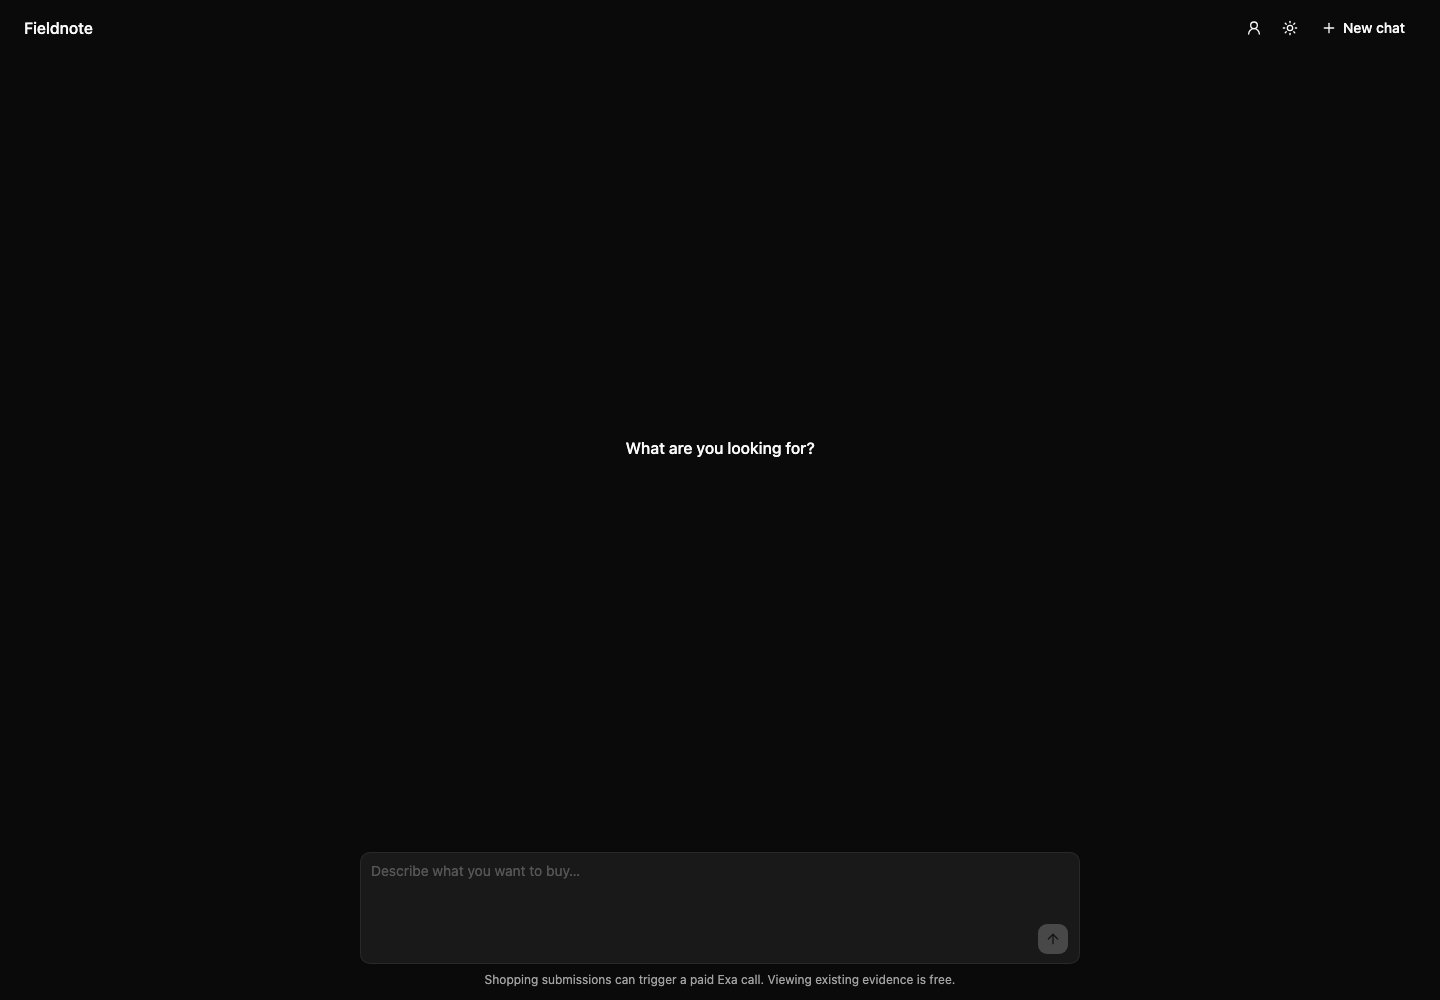 Fieldnote
New chat
What are you looking for?
Describe what you want to buy...
Shopping submissions can trigger a paid Exa call. Viewing existing evidence is free.